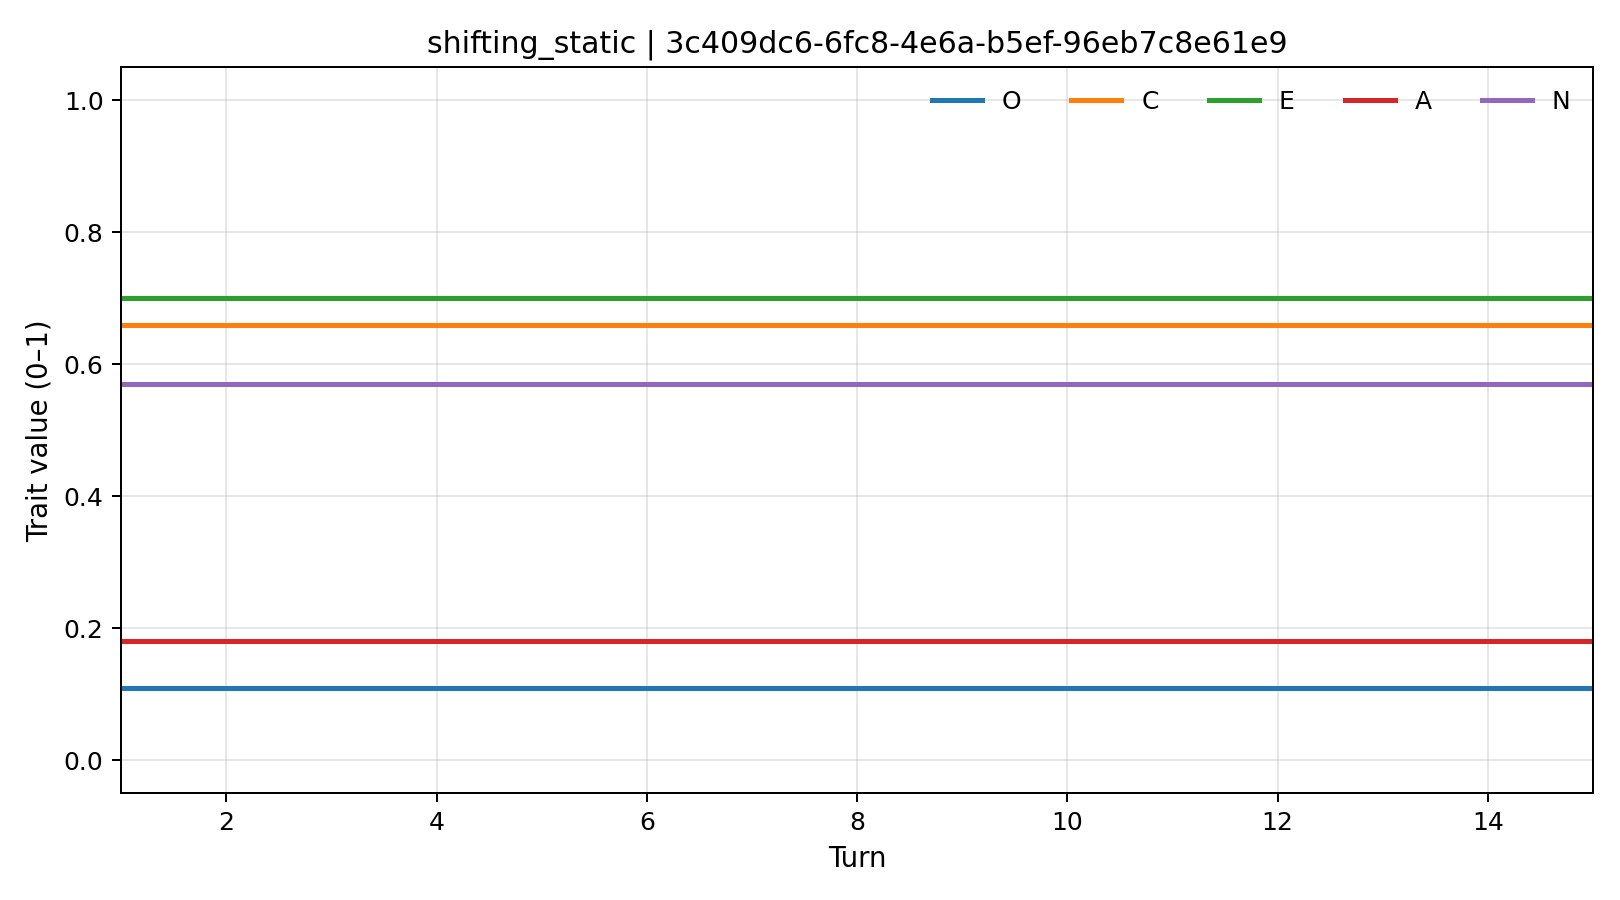 shifting_static | 3c409dc6-6fc8-4e6a-b5ef-96eb7c8e61e9
O C E A N
1.0
0.8
0.6
0.4
0.2
0.0
Trait value (0–1)
2 4 6 8 10 12 14
Turn